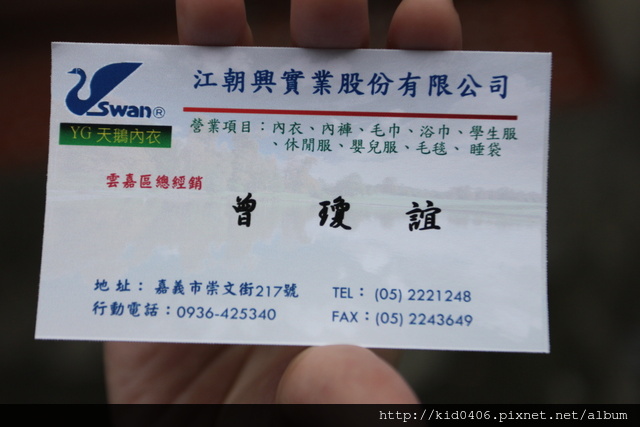 江朝興實業股份有限公司
Swan®
YG 天鵝內衣
營業項目：內衣、內褲、毛巾、浴巾、學生服
、休閒服、嬰兒服、毛毯、睡袋
雲嘉區總經銷
曾 瓊 誼
地 址： 嘉義市崇文街217號
TEL： (05) 2221248
行動電話：0936-425340
FAX：(05) 2243649
http://kid0406.pixnet.net/album